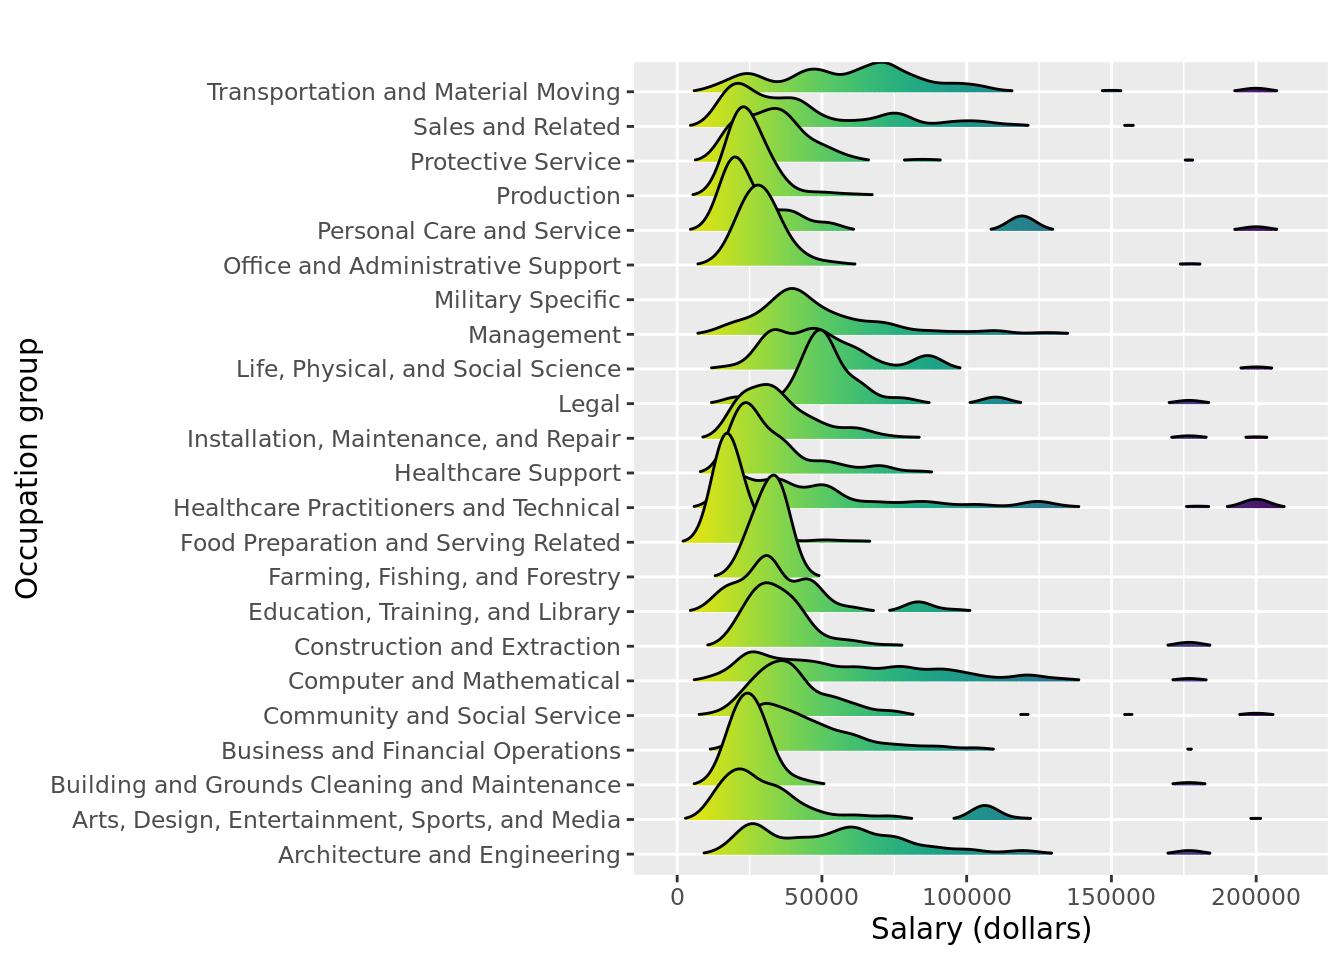 Transportation and Material Moving
Sales and Related
Protective Service
Production
Personal Care and Service
Office and Administrative Support
Military Specific
Management
Life, Physical, and Social Science
Legal
Installation, Maintenance, and Repair
Healthcare Support
Healthcare Practitioners and Technical
Food Preparation and Serving Related
Farming, Fishing, and Forestry
Education, Training, and Library
Construction and Extraction
Computer and Mathematical
Community and Social Service
Business and Financial Operations
Building and Grounds Cleaning and Maintenance
Arts, Design, Entertainment, Sports, and Media
Architecture and Engineering
Occupation group
0 50000 100000 150000 200000
Salary (dollars)